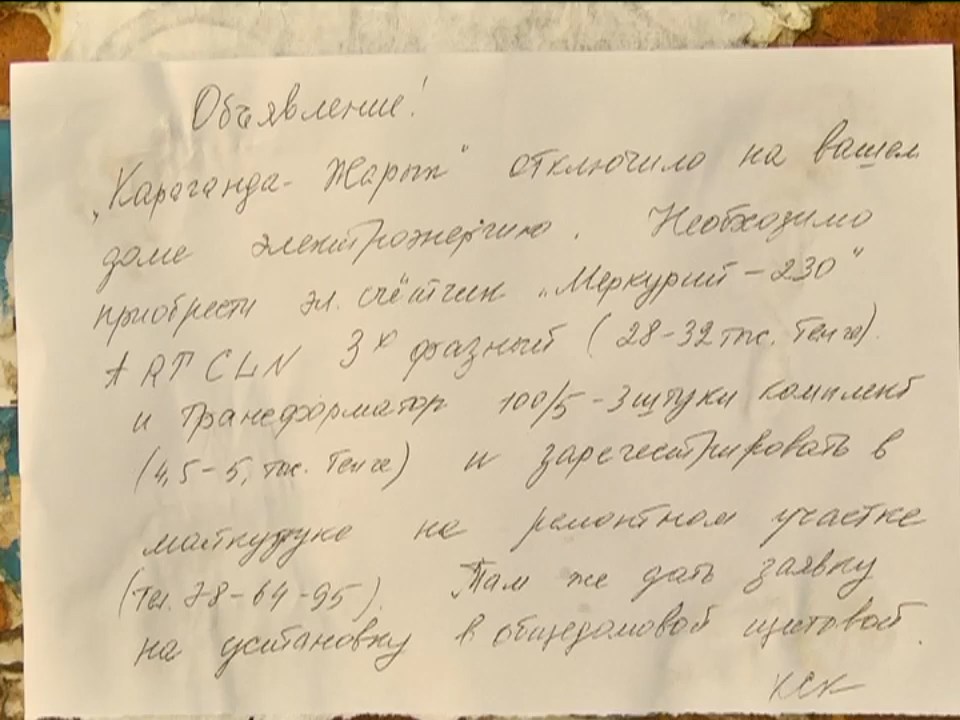 Объявление!
„Караганда-Жарык" отключило на вашем
доме электроэнергию. Необходимо
приобрести эл. счётчик „Меркурий-230"
ARTCLN 3х фазный (28-32 тыс. тенге).
и трансформатор 100/5-3 штуки комплект
(4,5-5, тыс. тенге) и зарегестрировать в
майкудуке на ремонтном участке
(тел. 78-64-95). Там же дать заявку
на установку в общедомовой щитовой.
КСК